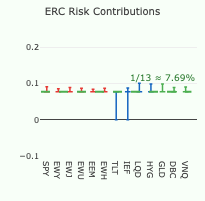 ERC Risk Contributions
0.2
0.1
0
−0.1
1/13 ≈ 7.69%
SPY
EWY
EWJ
EWU
EEM
EWH
TLT
IEF
LQD
HYG
GLD
DBC
VNQ